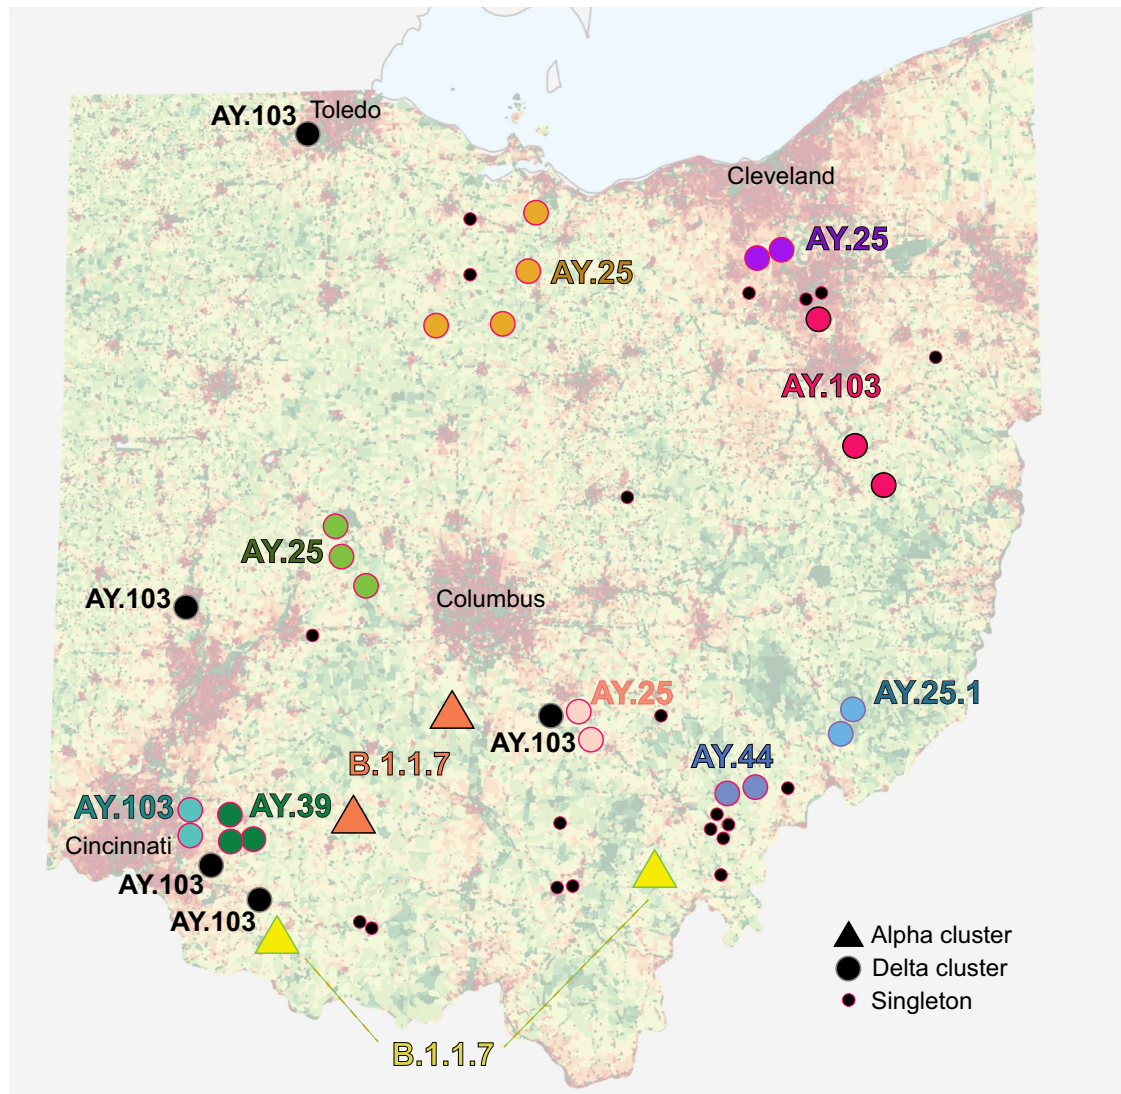 AY.103
Toledo
Cleveland
AY.25
AY.25
AY.103
AY.25
AY.103
Columbus
AY.25
AY.25.1
AY.103
B.1.1.7
AY.44
AY.103
AY.39
Cincinnati
AY.103
AY.103
Alpha cluster
Delta cluster
Singleton
B.1.1.7